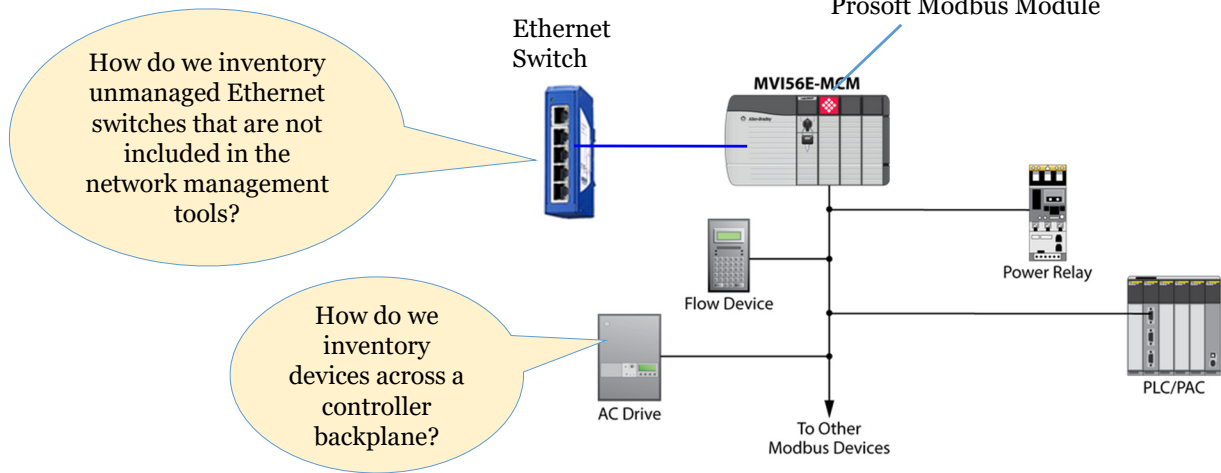 Prosoft Modbus Module
Ethernet
Switch
How do we inventory
unmanaged Ethernet
switches that are not
included in the
network management
tools?
MVI56E-MCM
Allen-Bradley
Power Relay
Flow Device
How do we
inventory
devices across a
controller
backplane?
AC Drive
PLC/PAC
To Other
Modbus Devices